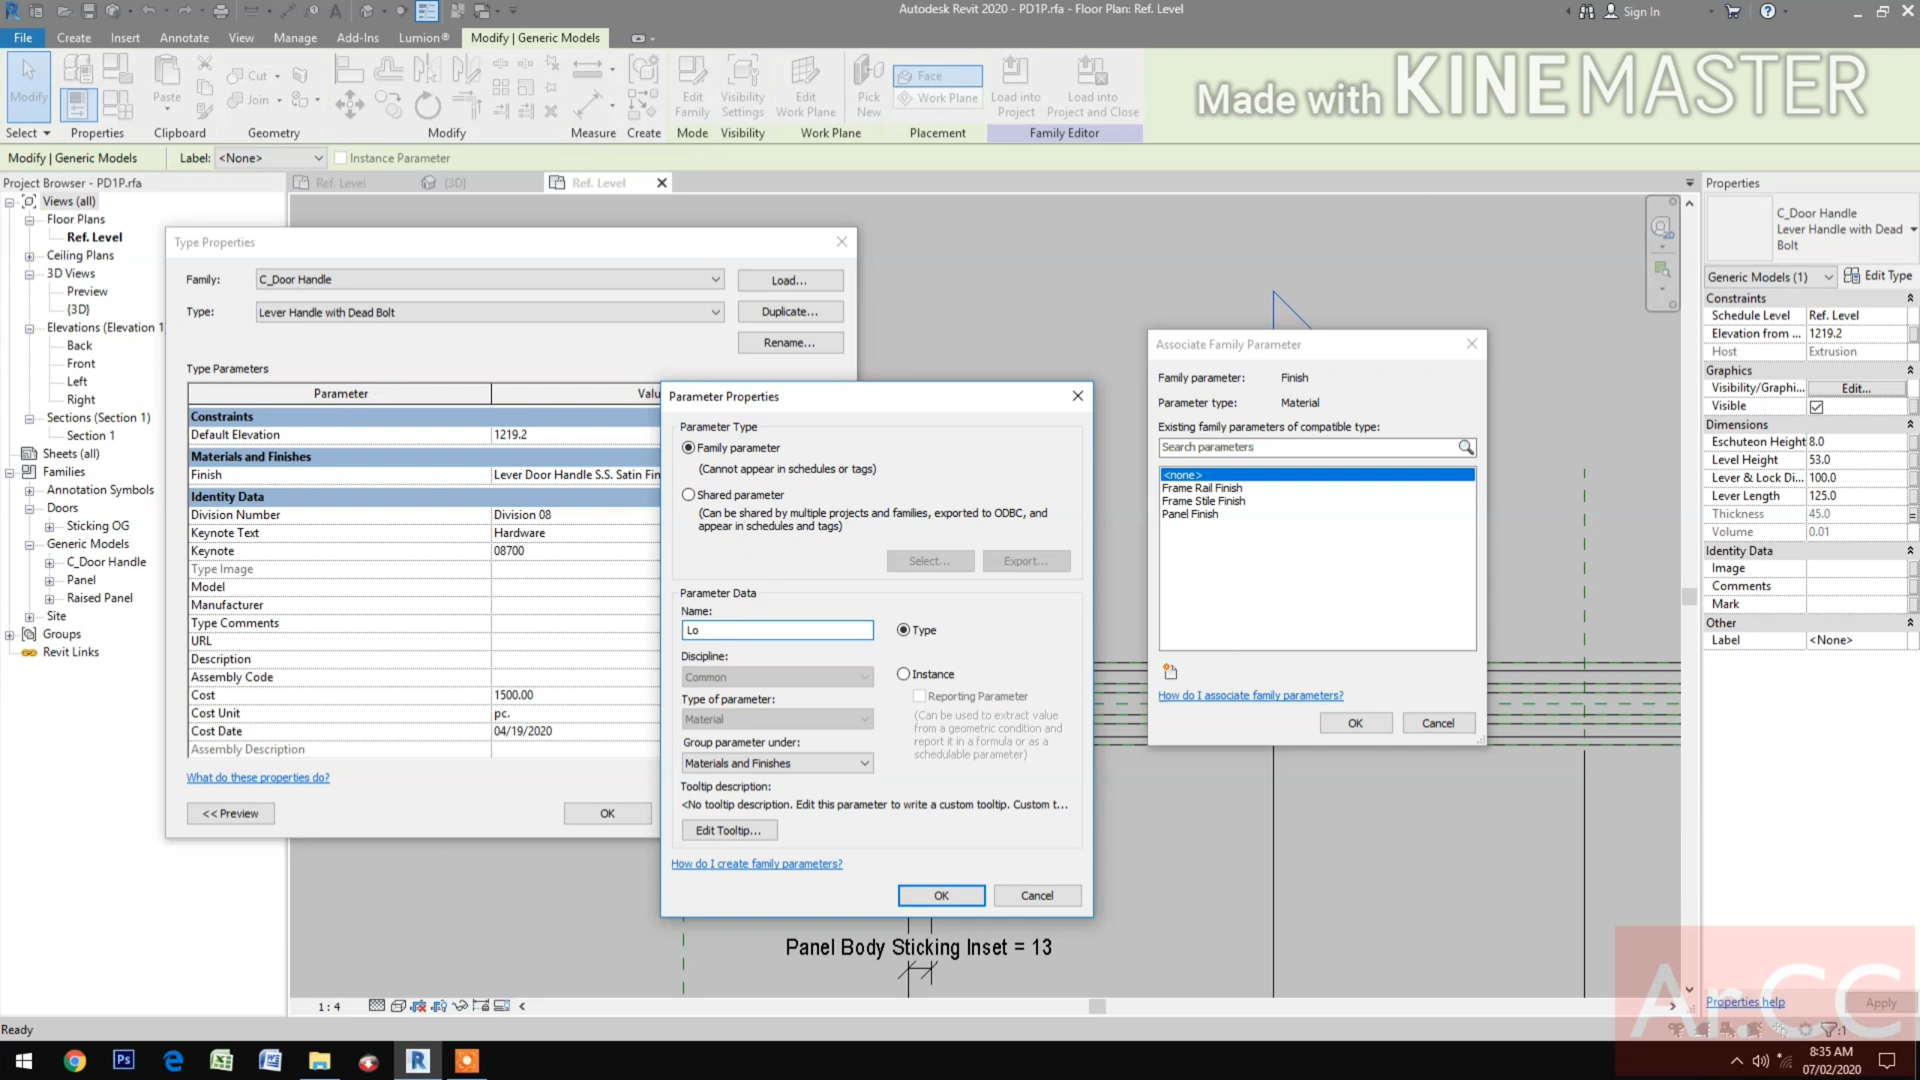 Autodesk Revit 2020 - PD1P.rfa - Floor Plan: Ref. Level
Sign In
File Create Insert Annotate View Manage Add-Ins Lumion® Modify | Generic Models
Modify
Paste
Cut
Join
Edit Family
Visibility Settings
Edit Work Plane
Pick New
Face
Work Plane
Load into Project
Load into Project and Close
Made with KINEMASTER
Select Properties Clipboard Geometry Modify Measure Create Mode Visibility Work Plane Placement Family Editor
Modify | Generic Models Label: <None> Instance Parameter
Project Browser - PD1P.rfa
Ref. Level {3D} Ref. Level
Views (all)
Floor Plans
Ref. Level
Ceiling Plans
3D Views
Preview
{3D}
Elevations (Elevation 1
Back
Front
Left
Right
Sections (Section 1)
Section 1
Sheets (all)
Families
Annotation Symbols
Doors
Sticking OG
Generic Models
C_Door Handle
Panel
Raised Panel
Site
Groups
Revit Links
Type Properties
Family: C_Door Handle Load...
Type: Lever Handle with Dead Bolt Duplicate...
Rename...
Type Parameters
Parameter Valu
Constraints
Default Elevation 1219.2
Materials and Finishes
Finish Lever Door Handle S.S. Satin Fin
Identity Data
Division Number Division 08
Keynote Text Hardware
Keynote 08700
Type Image
Model
Manufacturer
Type Comments
URL
Description
Assembly Code
Cost 1500.00
Cost Unit pc.
Cost Date 04/19/2020
Assembly Description
What do these properties do?
<< Preview OK
Parameter Properties
Parameter Type
Family parameter
(Cannot appear in schedules or tags)
Shared parameter
(Can be shared by multiple projects and families, exported to ODBC, and
appear in schedules and tags)
Select... Export...
Parameter Data
Name:
Lo Type
Discipline:
Common Instance
Reporting Parameter
Type of parameter:
Material
(Can be used to extract value
from a geometric condition and
report it in a formula or as a
schedulable parameter)
Group parameter under:
Materials and Finishes
Tooltip description:
<No tooltip description. Edit this parameter to write a custom tooltip. Custom t...
Edit Tooltip...
How do I create family parameters?
OK Cancel
Associate Family Parameter
Family parameter: Finish
Parameter type: Material
Existing family parameters of compatible type:
Search parameters
<none>
Frame Rail Finish
Frame Stile Finish
Panel Finish
How do I associate family parameters?
OK Cancel
Panel Body Sticking Inset = 13
Properties
C_Door Handle
Lever Handle with Dead
Bolt
Generic Models (1) Edit Type
Constraints
Schedule Level Ref. Level
Elevation from ... 1219.2
Host Extrusion
Graphics
Visibility/Graphi... Edit...
Visible
Dimensions
Eschuteon Height 8.0
Level Height 53.0
Lever & Lock Di... 100.0
Lever Length 125.0
Thickness 45.0
Volume 0.01
Identity Data
Image
Comments
Mark
Other
Label <None>
Properties help Apply
ArCC
1 : 4
Ready
:1
2D
8:35 AM
07/02/2020